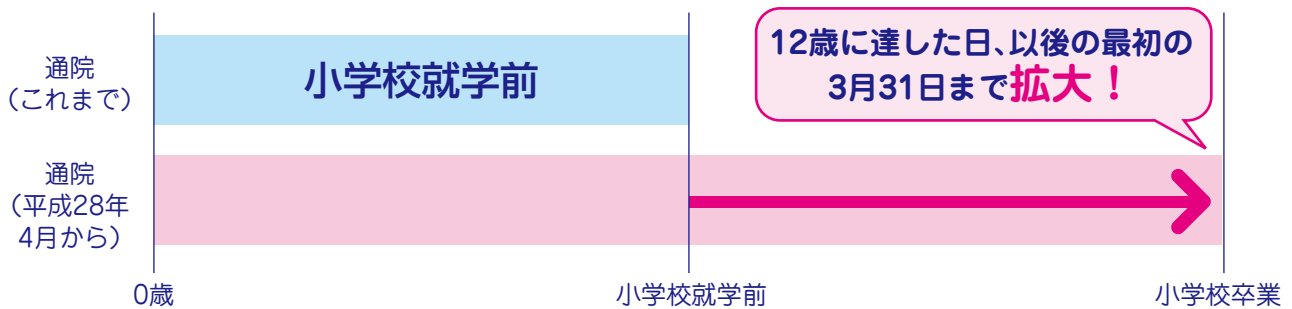 通院
（これまで）
小学校就学前
12歳に達した日、以後の最初の
3月31日まで拡大！
通院
（平成28年
4月から）
0歳
小学校就学前
小学校卒業